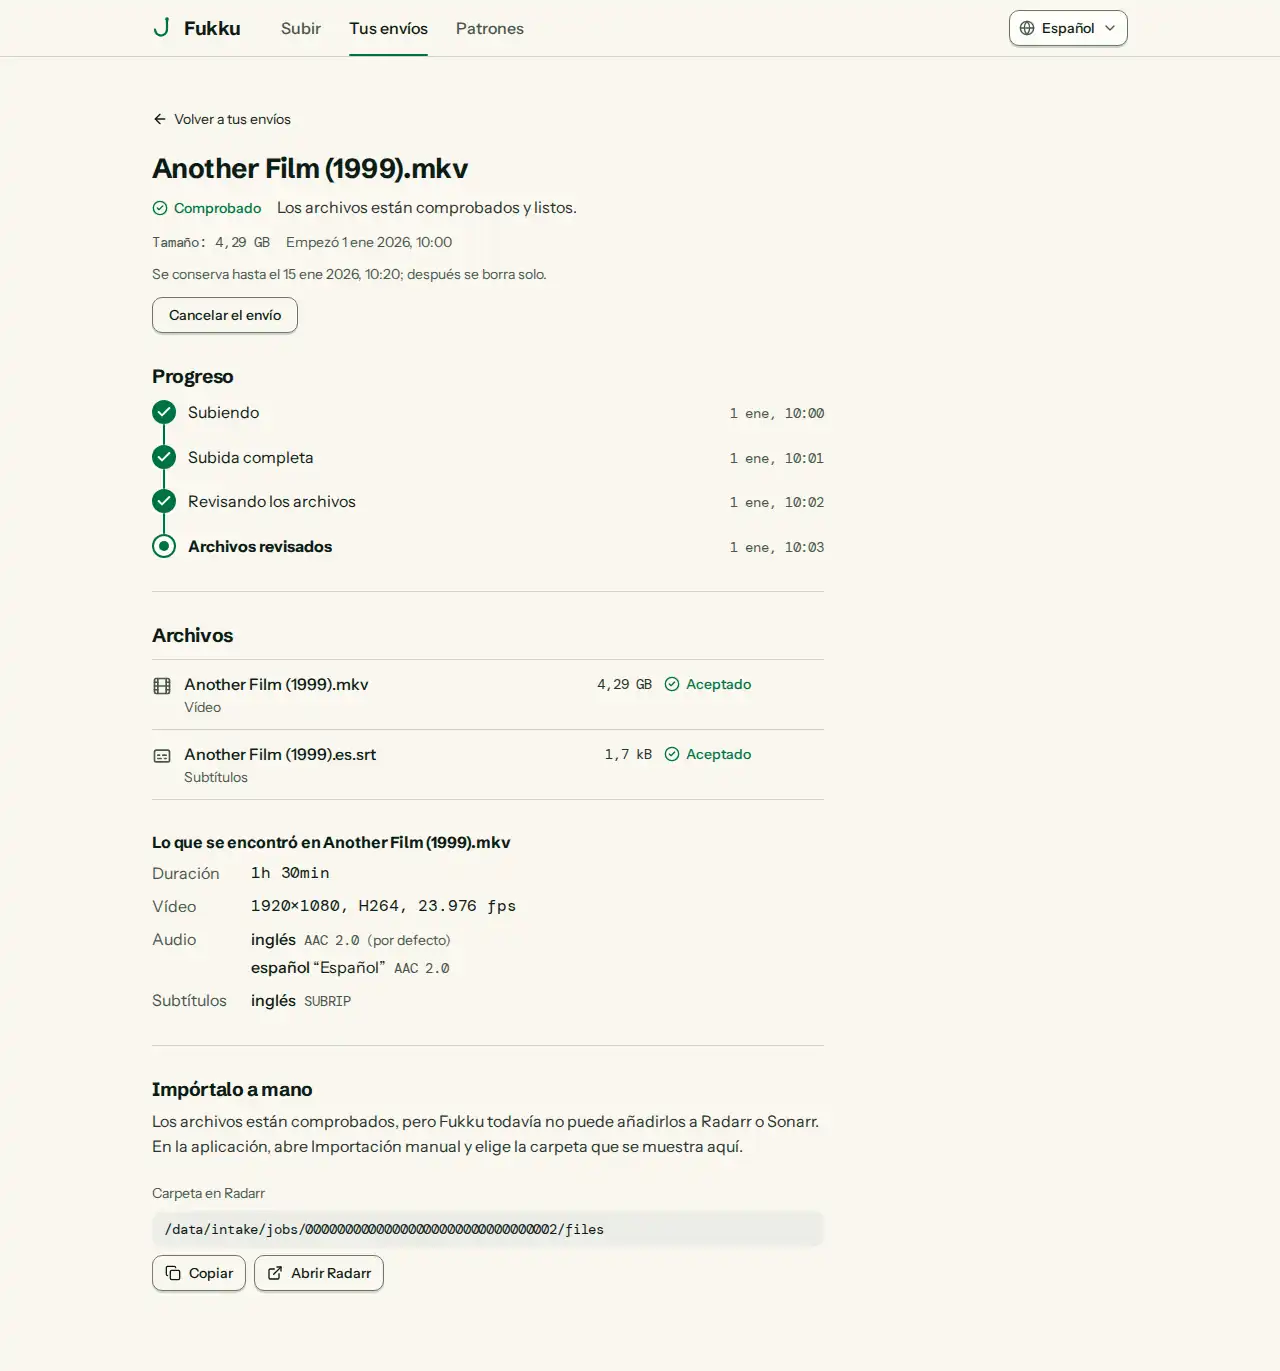 Fukku
Subir
Tus envíos
Patrones
Español
Volver a tus envíos
Another Film (1999).mkv
Comprobado Los archivos están comprobados y listos.
Tamaño: 4,29 GB Empezó 1 ene 2026, 10:00
Se conserva hasta el 15 ene 2026, 10:20; después se borra solo.
Cancelar el envío
Progreso
Subiendo 1 ene, 10:00
Subida completa 1 ene, 10:01
Revisando los archivos 1 ene, 10:02
Archivos revisados 1 ene, 10:03
Archivos
Another Film (1999).mkv 4,29 GB Aceptado
Vídeo
Another Film (1999).es.srt 1,7 kB Aceptado
Subtítulos
Lo que se encontró en Another Film (1999).mkv
Duración 1h 30min
Vídeo 1920×1080, H264, 23.976 fps
Audio inglés AAC 2.0 (por defecto)
español “Español” AAC 2.0
Subtítulos inglés SUBRIP
Impórtalo a mano
Los archivos están comprobados, pero Fukku todavía no puede añadirlos a Radarr o Sonarr.
En la aplicación, abre Importación manual y elige la carpeta que se muestra aquí.
Carpeta en Radarr
/data/intake/jobs/00000000000000000000000000000002/files
Copiar
Abrir Radarr